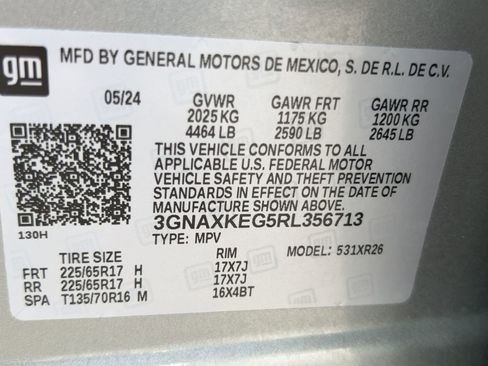 gm
MFD BY GENERAL MOTORS DE MEXICO, S. DE R.L. DE C.V.
05/24 GVWR GAWR FRT GAWR RR
2025 KG 1175 KG 1200 KG
4464 LB 2590 LB 2645 LB
THIS VEHICLE CONFORMS TO ALL
APPLICABLE U.S. FEDERAL MOTOR
VEHICLE SAFETY AND THEFT PREVENTION
STANDARDS IN EFFECT ON THE DATE OF
MANUFACTURE SHOWN ABOVE.
3GNAXKEG5RL356713
130H TYPE: MPV MODEL: 531XR26
TIRE SIZE RIM
FRT 225/65R17 H 17X7J
RR 225/65R17 H 17X7J
SPA T135/70R16 M 16X4BT